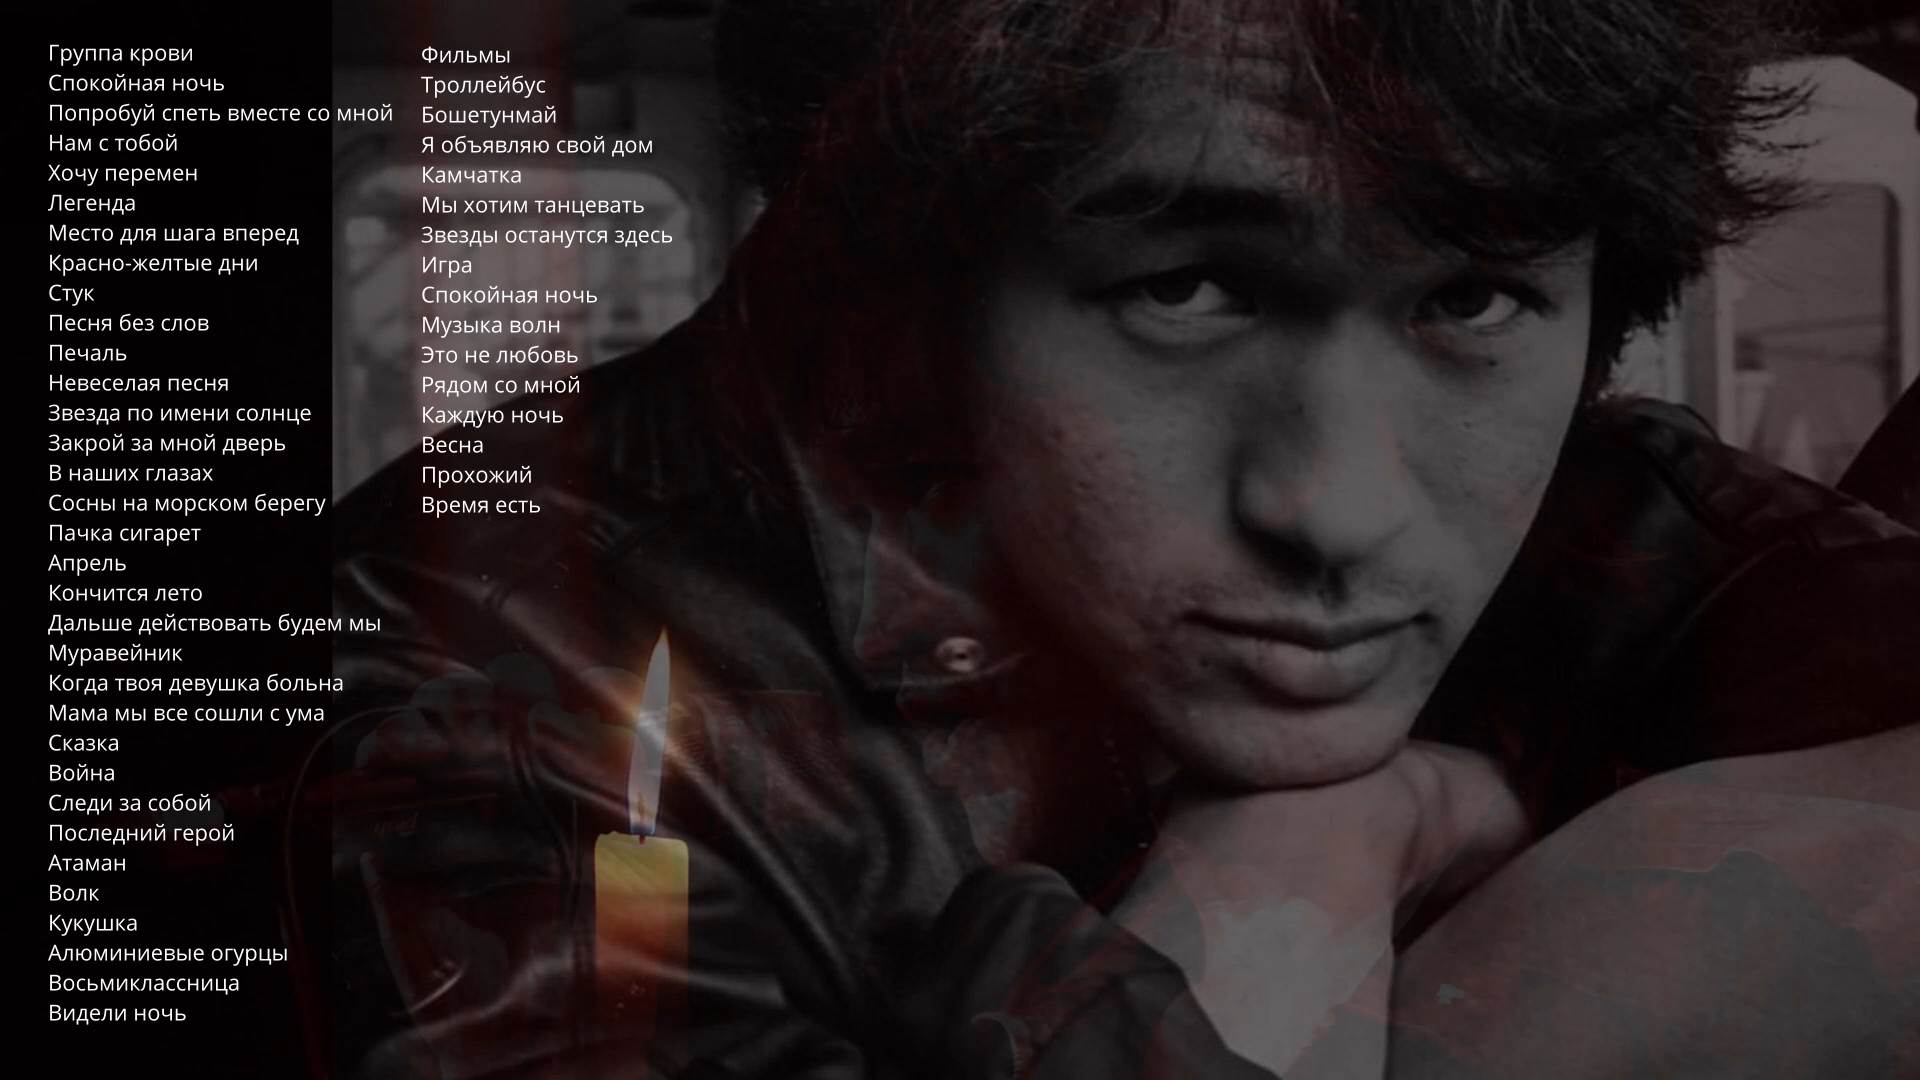 Группа крови
Спокойная ночь
Попробуй спеть вместе со мной
Нам с тобой
Хочу перемен
Легенда
Место для шага вперед
Красно-желтые дни
Стук
Песня без слов
Печаль
Невеселая песня
Звезда по имени солнце
Закрой за мной дверь
В наших глазах
Сосны на морском берегу
Пачка сигарет
Апрель
Кончится лето
Дальше действовать будем мы
Муравейник
Когда твоя девушка больна
Мама мы все сошли с ума
Сказка
Война
Следи за собой
Последний герой
Атаман
Волк
Кукушка
Алюминиевые огурцы
Восьмиклассница
Видели ночь
Фильмы
Троллейбус
Бошетунмай
Я объявляю свой дом
Камчатка
Мы хотим танцевать
Звезды останутся здесь
Игра
Спокойная ночь
Музыка волн
Это не любовь
Рядом со мной
Каждую ночь
Весна
Прохожий
Время есть